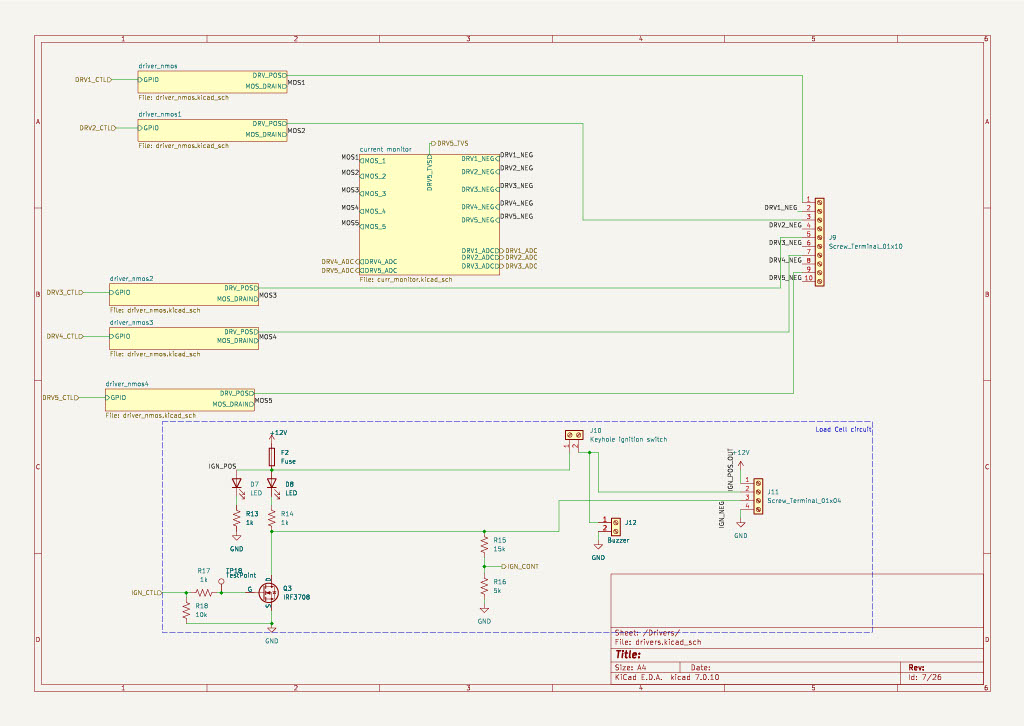 1 2 3 4 5 6
driver_nmos
DRV1_CTL GPIO DRV_POS
MOS_DRAIN MOS1
File: driver_nmos.kicad_sch
driver_nmos1
A A
DRV2_CTL GPIO DRV_POS
MOS_DRAIN MOS2
File: driver_nmos.kicad_sch
DRV5_TVS
current monitor
MOS1 MOS_1 DRV5_TVS DRV1_NEG DRV1_NEG
MOS2 MOS_2 DRV2_NEG DRV2_NEG
MOS3 MOS_3 DRV3_NEG DRV3_NEG
MOS4 MOS_4 DRV4_NEG DRV4_NEG
MOS5 MOS_5 DRV5_NEG DRV5_NEG
DRV1_ADC DRV1_ADC
DRV2_ADC DRV2_ADC
DRV4_ADC DRV4_ADC DRV3_ADC DRV3_ADC
DRV5_ADC DRV5_ADC
File: curr_monitor.kicad_sch
1
DRV1_NEG 2
3
DRV2_NEG 4
5 J9
DRV3_NEG 6 Screw_Terminal_01x10
7
DRV4_NEG 8
9
DRV5_NEG 10
driver_nmos2
B B
DRV3_CTL GPIO DRV_POS
MOS_DRAIN MOS3
File: driver_nmos.kicad_sch
driver_nmos3
DRV4_CTL GPIO DRV_POS
MOS_DRAIN MOS4
File: driver_nmos.kicad_sch
driver_nmos4
DRV5_CTL GPIO DRV_POS
MOS_DRAIN MOS5
File: driver_nmos.kicad_sch
Load Cell circuit
+12V
J10
Keyhole ignition switch
1 2
F2
Fuse
+12V
IGN_POS_OUT
C C
IGN_POS
D7
LED
D8
LED
1
2 J11
3 Screw_Terminal_01x04
4
IGN_NEG
R13
1k
R14
1k
GND
1 J12
2
Buzzer
GND
GND
R15
15k
IGN_CONT
R16
5k
GND
R17
1k
TP18
TestPoint
IGN_CTL
G D S
Q3
IRF3708
R18
10k
GND
D D
Sheet: /Drivers/
File: drivers.kicad_sch
Title:
Size: A4 Date: Rev:
KiCad E.D.A. kicad 7.0.10 Id: 7/26
1 2 3 4 5 6